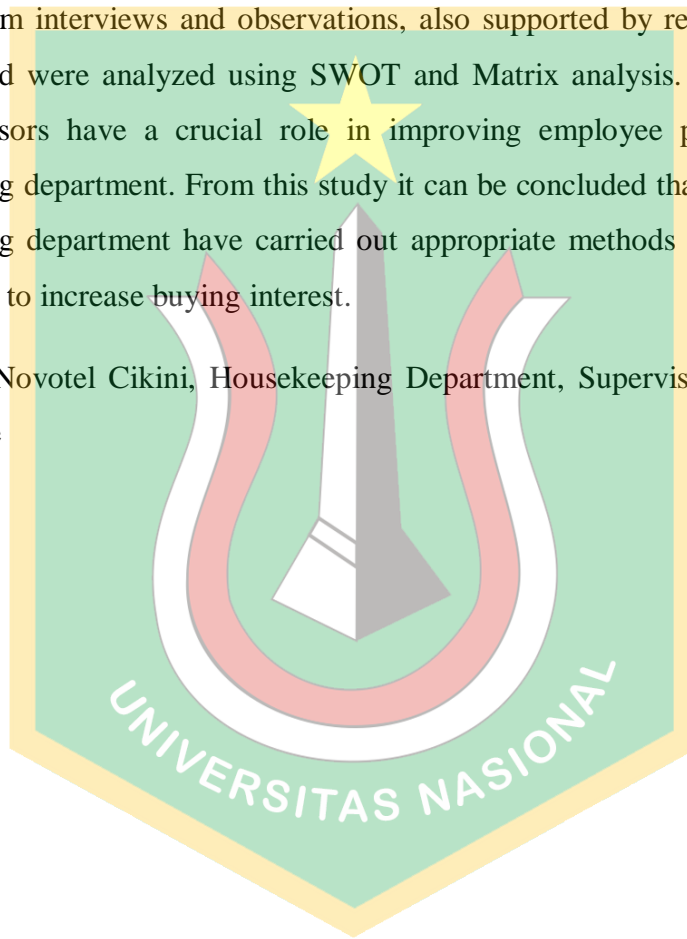 m interviews and observations, also supported by re
d were analyzed using SWOT and Matrix analysis.
sors have a crucial role in improving employee p
g department. From this study it can be concluded tha
g department have carried out appropriate methods
to increase buying interest.
Novotel Cikini, Housekeeping Department, Supervis
UNIVERSITAS NASIONAL